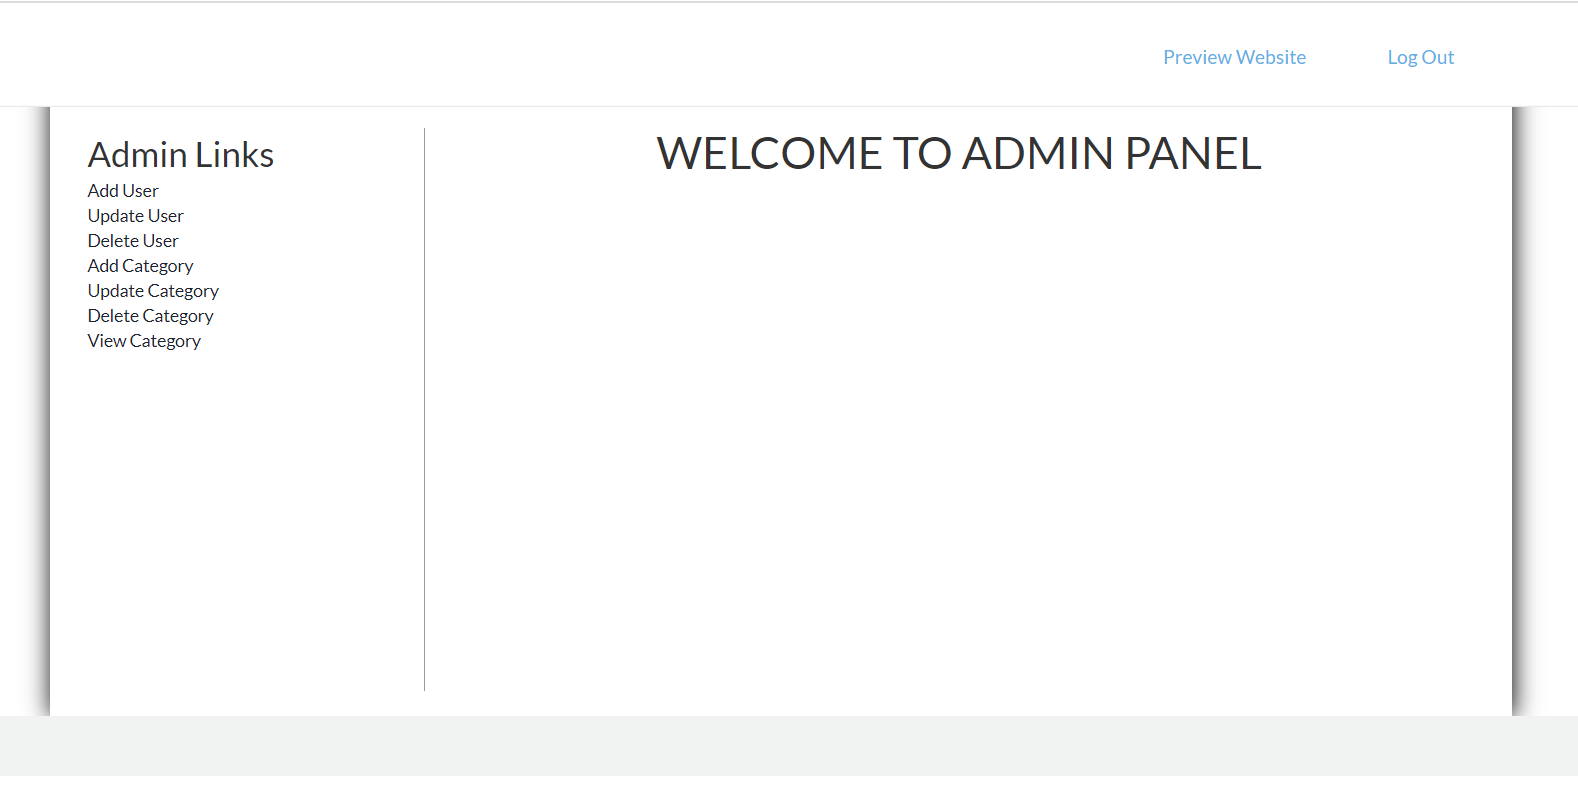 Preview Website Log Out
Admin Links
Add User
Update User
Delete User
Add Category
Update Category
Delete Category
View Category
WELCOME TO ADMIN PANEL